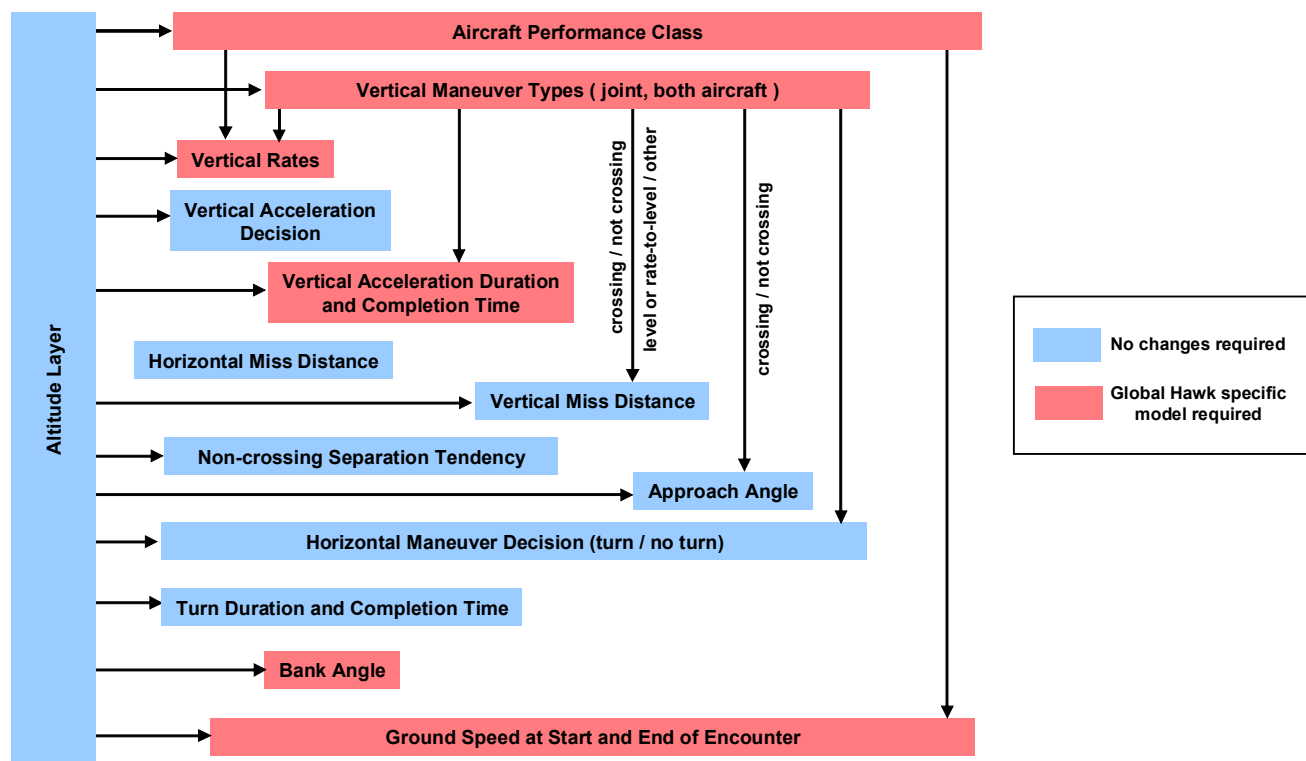 Aircraft Performance Class
Vertical Maneuver Types ( joint, both aircraft )
Vertical Rates
Vertical Acceleration
Decision
Vertical Acceleration Duration
and Completion Time
crossing / not crossing
level or rate-to-level / other
crossing / not crossing
Altitude Layer
Horizontal Miss Distance
Vertical Miss Distance
Non-crossing Separation Tendency
Approach Angle
Horizontal Maneuver Decision (turn / no turn)
Turn Duration and Completion Time
Bank Angle
Ground Speed at Start and End of Encounter
No changes required
Global Hawk specific
model required